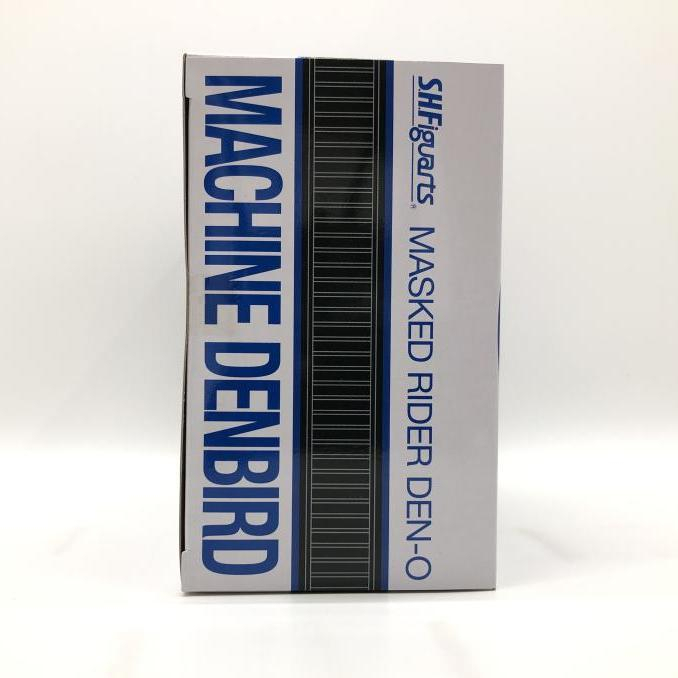 S.H.Figuarts® MASKED RIDER DEN-O
MACHINE DENBIRD